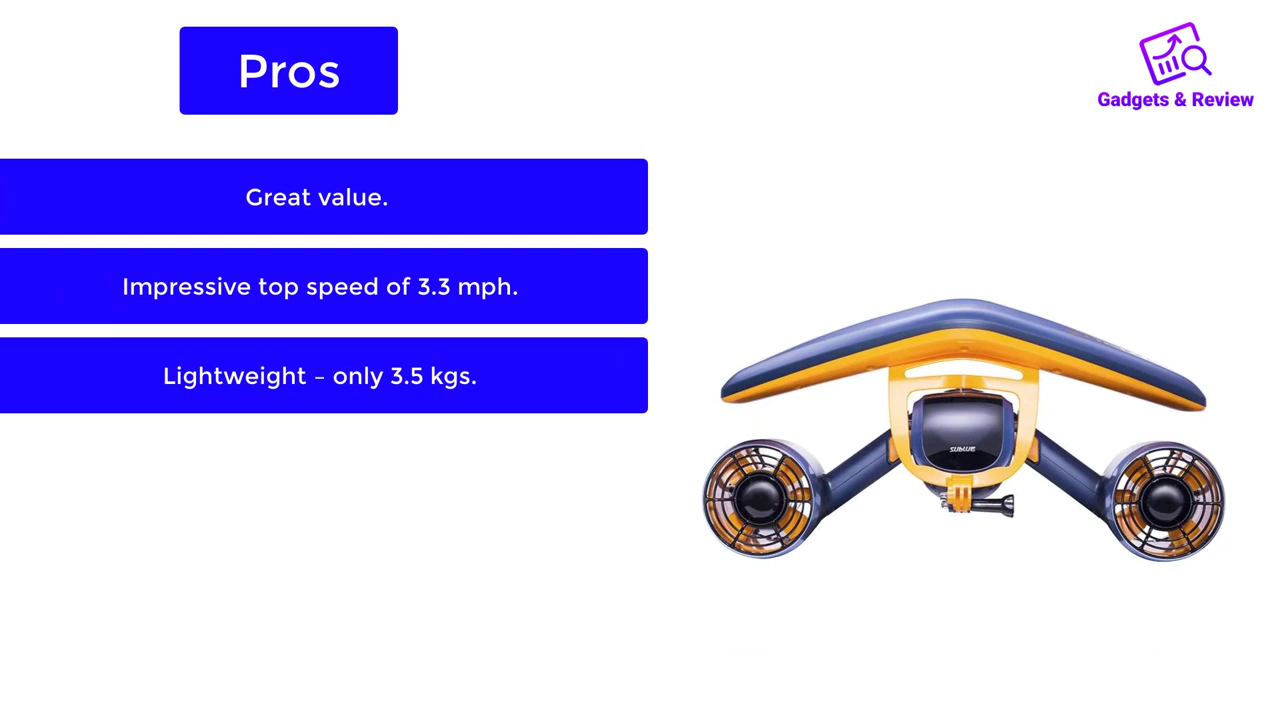 Pros
Gadgets & Review
Great value.
Impressive top speed of 3.3 mph.
Lightweight – only 3.5 kgs.
SUBLUE